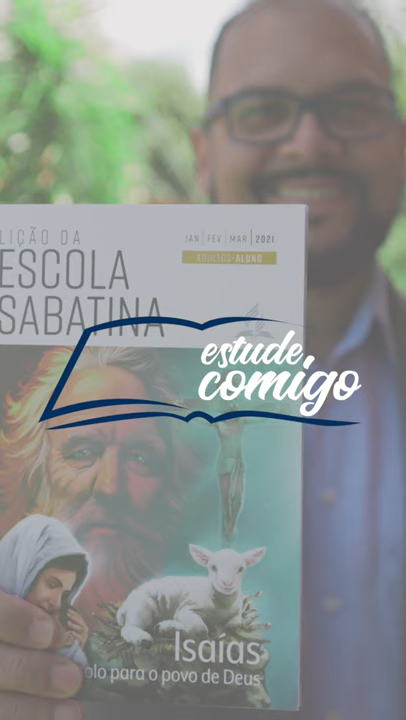 LIÇÃO DA
JAN | FEV | MAR | 2021
ADULTOS-ALUNO
ESCOLA
SABATINA
estude
comigo
Isaías
para o povo de Deus